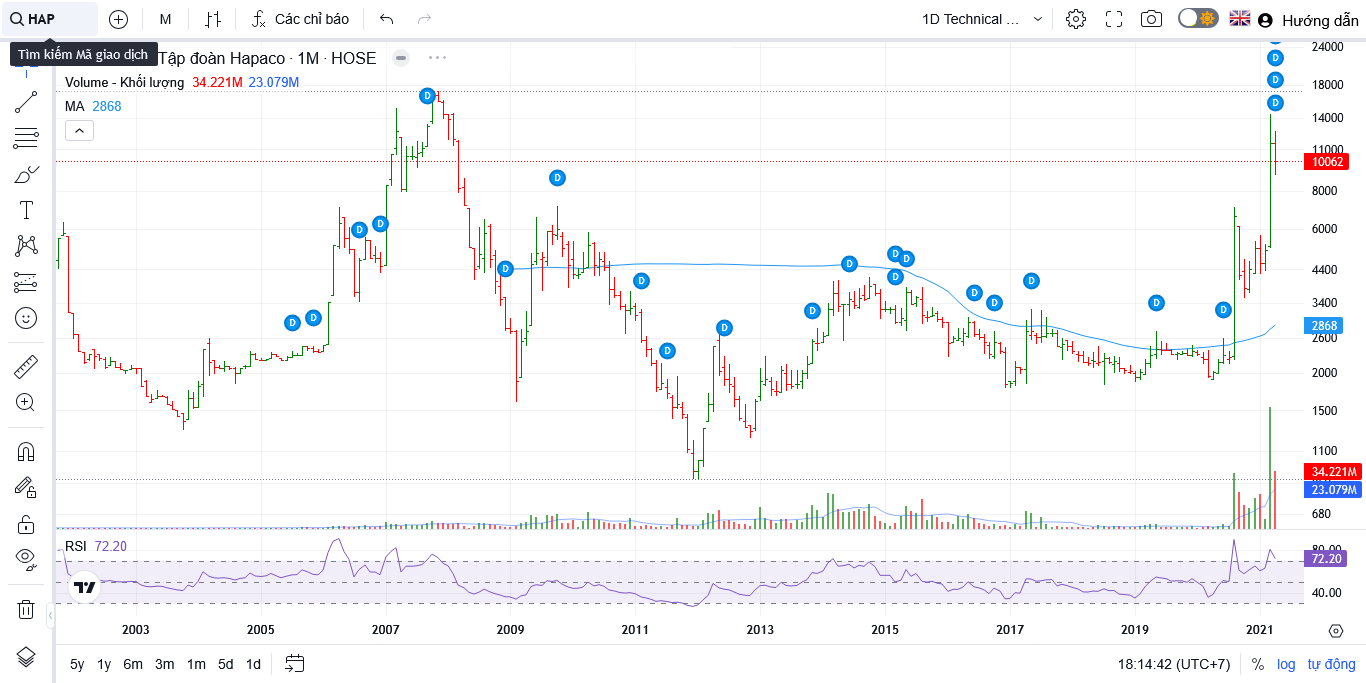 HAP
M
Các chỉ báo
1D Technical ...
Hướng dẫn
Tìm kiếm Mã giao dịch
Tập đoàn Hapaco · 1M · HOSE
Volume - Khối lượng 34.221M 23.079M
MA 2868
D D D D D D D D D D D D D D D D D D D D D D D
24000
18000
14000
11000
10062
8000
6000
4400
3400
2868
2600
2000
1500
1100
34.221M
23.079M
680
RSI 72.20
80.00
72.20
40.00
2003 2005 2007 2009 2011 2013 2015 2017 2019 2021
5y 1y 6m 3m 1m 5d 1d
18:14:42 (UTC+7) % log tự động